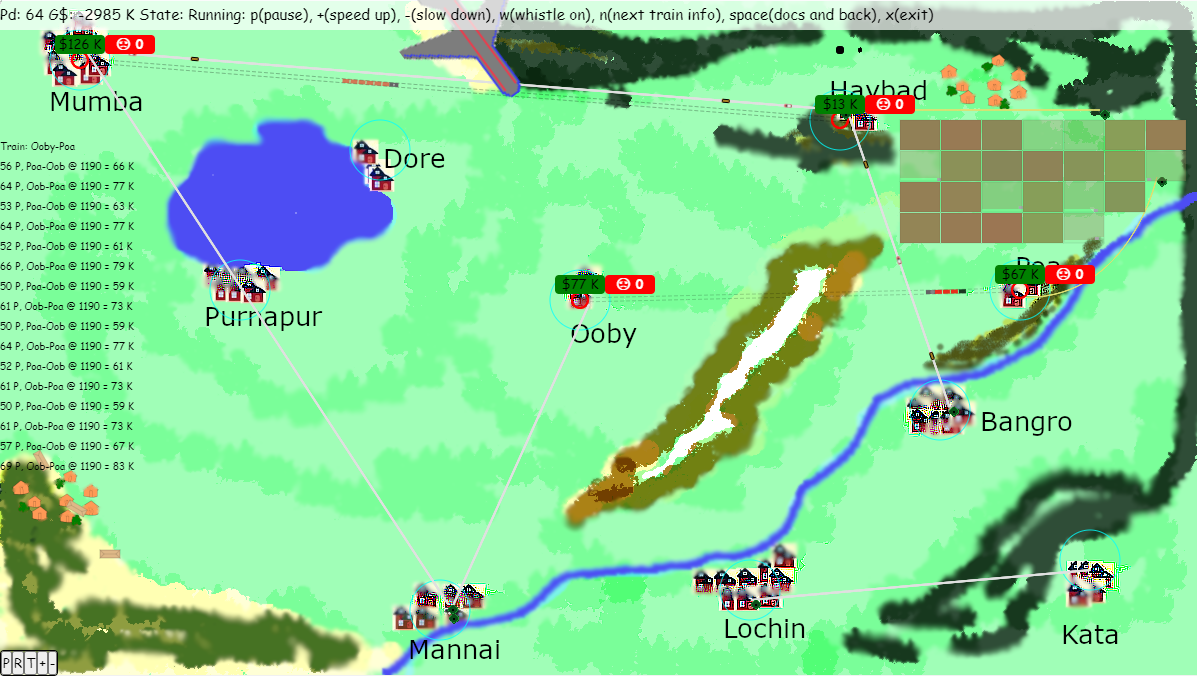 Pd: 64 G$: -2985 K State: Running: p(pause), +(speed up), -(slow down), w(whistle on), n(next train info), space(docs and back), x(exit)
$126 K 0
Mumba
Haybad
$13 K 0
Train: Ooby-Poa
56 P, Poa-Oob @ 1190 = 66 K
64 P, Oob-Poa @ 1190 = 77 K
53 P, Poa-Oob @ 1190 = 63 K
64 P, Oob-Poa @ 1190 = 77 K
52 P, Poa-Oob @ 1190 = 61 K
66 P, Oob-Poa @ 1190 = 79 K
50 P, Poa-Oob @ 1190 = 59 K
61 P, Oob-Poa @ 1190 = 73 K
50 P, Poa-Oob @ 1190 = 59 K
64 P, Oob-Poa @ 1190 = 77 K
52 P, Poa-Oob @ 1190 = 61 K
61 P, Oob-Poa @ 1190 = 73 K
50 P, Poa-Oob @ 1190 = 59 K
61 P, Oob-Poa @ 1190 = 73 K
57 P, Poa-Oob @ 1190 = 67 K
69 P, Oob-Poa @ 1190 = 83 K
Dore
Poa
$67 K 0
$77 K 0
Purnapur
Ooby
Bangro
Lochin
Kata
Mannai
P R T + -